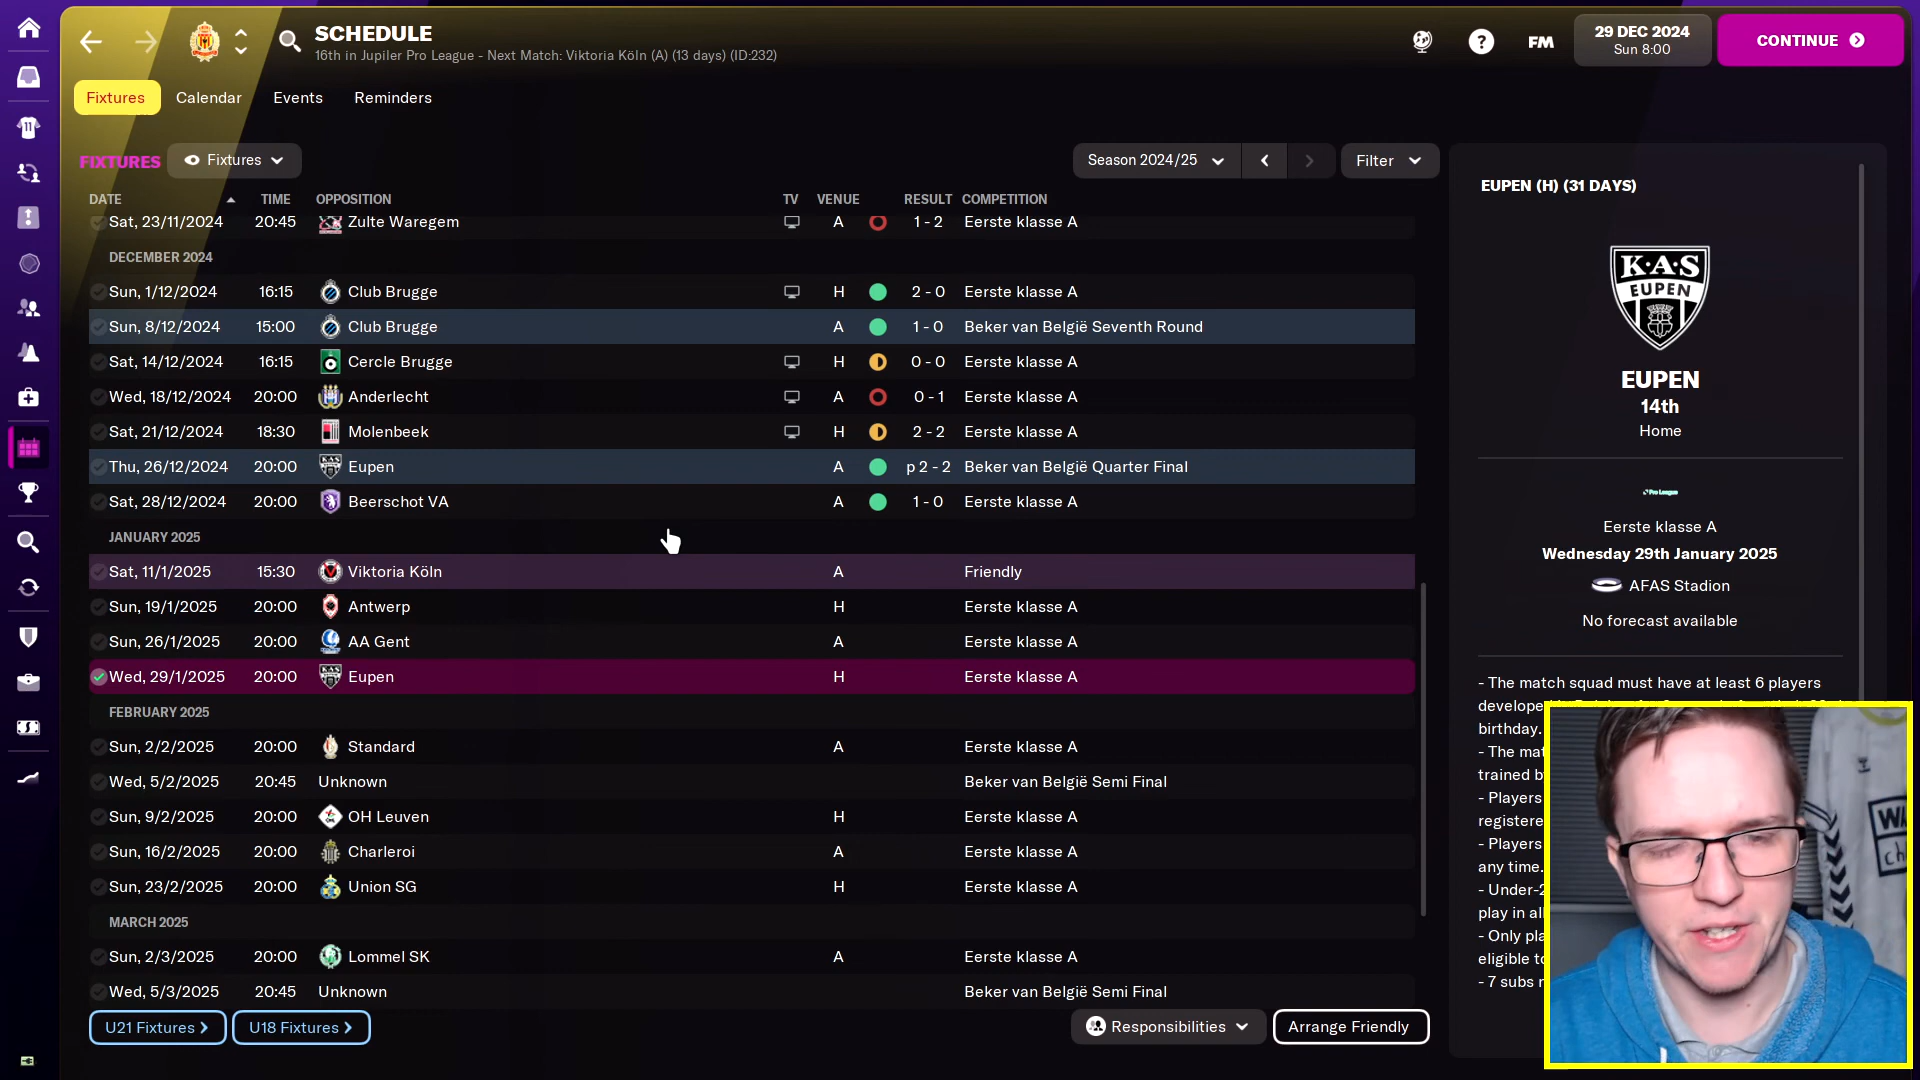 SCHEDULE
16th in Jupiler Pro League - Next Match: Viktoria Köln (A) (13 days) (ID:232)
? FM 29 DEC 2024 Sun 8:00 CONTINUE
Fixtures Calendar Events Reminders
FIXTURES Fixtures Season 2024/25 Filter
DATE TIME OPPOSITION TV VENUE RESULT COMPETITION
Sat, 23/11/2024 20:45 Zulte Waregem A 1 - 2 Eerste klasse A
DECEMBER 2024
Sun, 1/12/2024 16:15 Club Brugge H 2 - 0 Eerste klasse A
Sun, 8/12/2024 15:00 Club Brugge A 1 - 0 Beker van België Seventh Round
Sat, 14/12/2024 16:15 Cercle Brugge H 0 - 0 Eerste klasse A
Wed, 18/12/2024 20:00 Anderlecht A 0 - 1 Eerste klasse A
Sat, 21/12/2024 18:30 Molenbeek H 2 - 2 Eerste klasse A
Thu, 26/12/2024 20:00 Eupen A p 2 - 2 Beker van België Quarter Final
Sat, 28/12/2024 20:00 Beerschot VA A 1 - 0 Eerste klasse A
JANUARY 2025
Sat, 11/1/2025 15:30 Viktoria Köln A Friendly
Sun, 19/1/2025 20:00 Antwerp H Eerste klasse A
Sun, 26/1/2025 20:00 AA Gent A Eerste klasse A
Wed, 29/1/2025 20:00 Eupen H Eerste klasse A
FEBRUARY 2025
Sun, 2/2/2025 20:00 Standard A Eerste klasse A
Wed, 5/2/2025 20:45 Unknown Beker van België Semi Final
Sun, 9/2/2025 20:00 OH Leuven H Eerste klasse A
Sun, 16/2/2025 20:00 Charleroi A Eerste klasse A
Sun, 23/2/2025 20:00 Union SG H Eerste klasse A
MARCH 2025
Sun, 2/3/2025 20:00 Lommel SK A Eerste klasse A
Wed, 5/3/2025 20:45 Unknown Beker van België Semi Final
U21 Fixtures U18 Fixtures Responsibilities Arrange Friendly
EUPEN (H) (31 DAYS)
K·A·S
EUPEN
EUPEN
14th
Home
Pro League
Eerste klasse A
Wednesday 29th January 2025
AFAS Stadion
No forecast available
- The match squad must have at least 6 players
birthday.
- The
trained
- Players
- Players
any time.
play in
- Only
eligible
- 7 subs